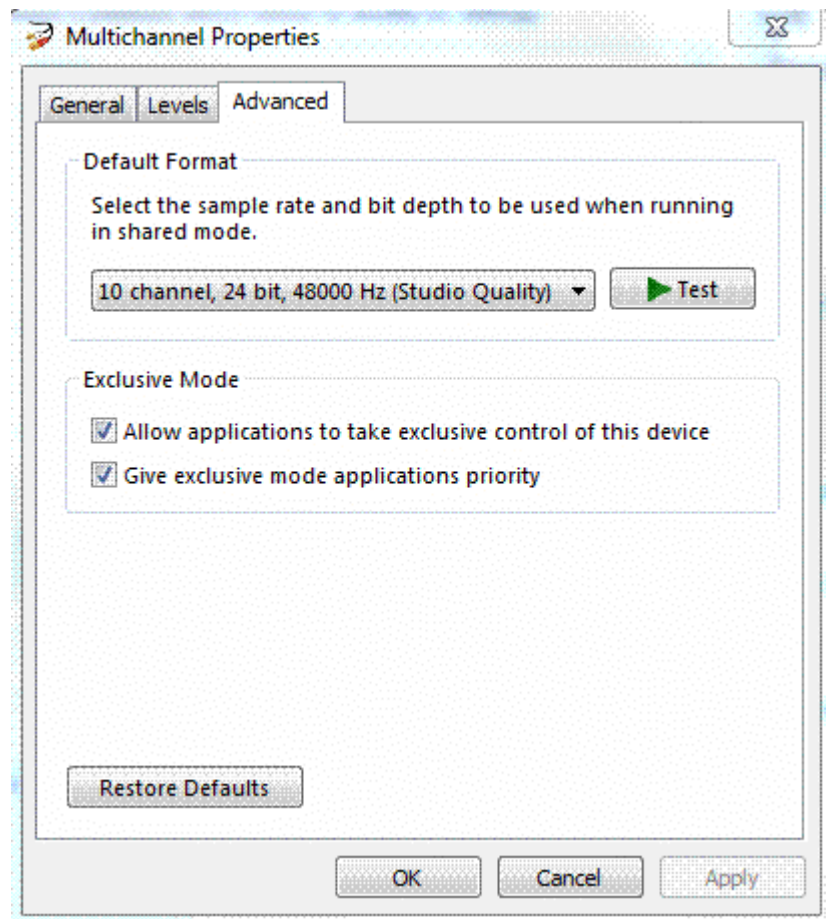 Multichannel Properties
General Levels Advanced
Default Format
Select the sample rate and bit depth to be used when running
in shared mode.
10 channel, 24 bit, 48000 Hz (Studio Quality) Test
Exclusive Mode
Allow applications to take exclusive control of this device
Give exclusive mode applications priority
Restore Defaults
OK Cancel Apply